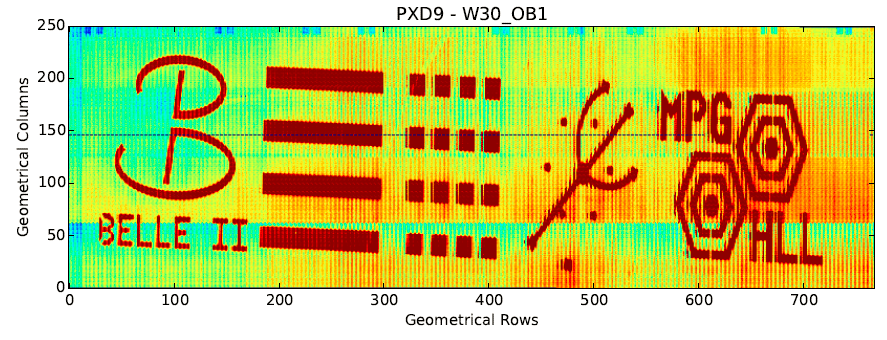 PXD9 - W30_OB1
250
200
150
100
50
0
Geometrical Columns
MPG
BELLE II
HLL
0 100 200 300 400 500 600 700
Geometrical Rows